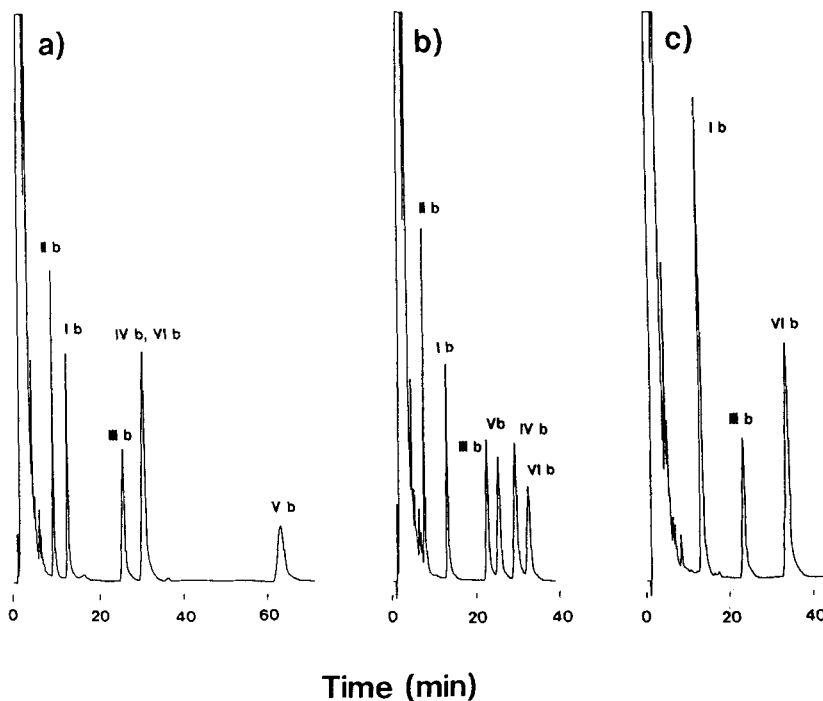 a)
II b
I b
IV b, VI b
III b
V b
0 20 40 60
b)
II b
I b
III b
Vb
IV b
VI b
0 20 40
c)
I b
III b
VI b
0 20 40
Time (min)